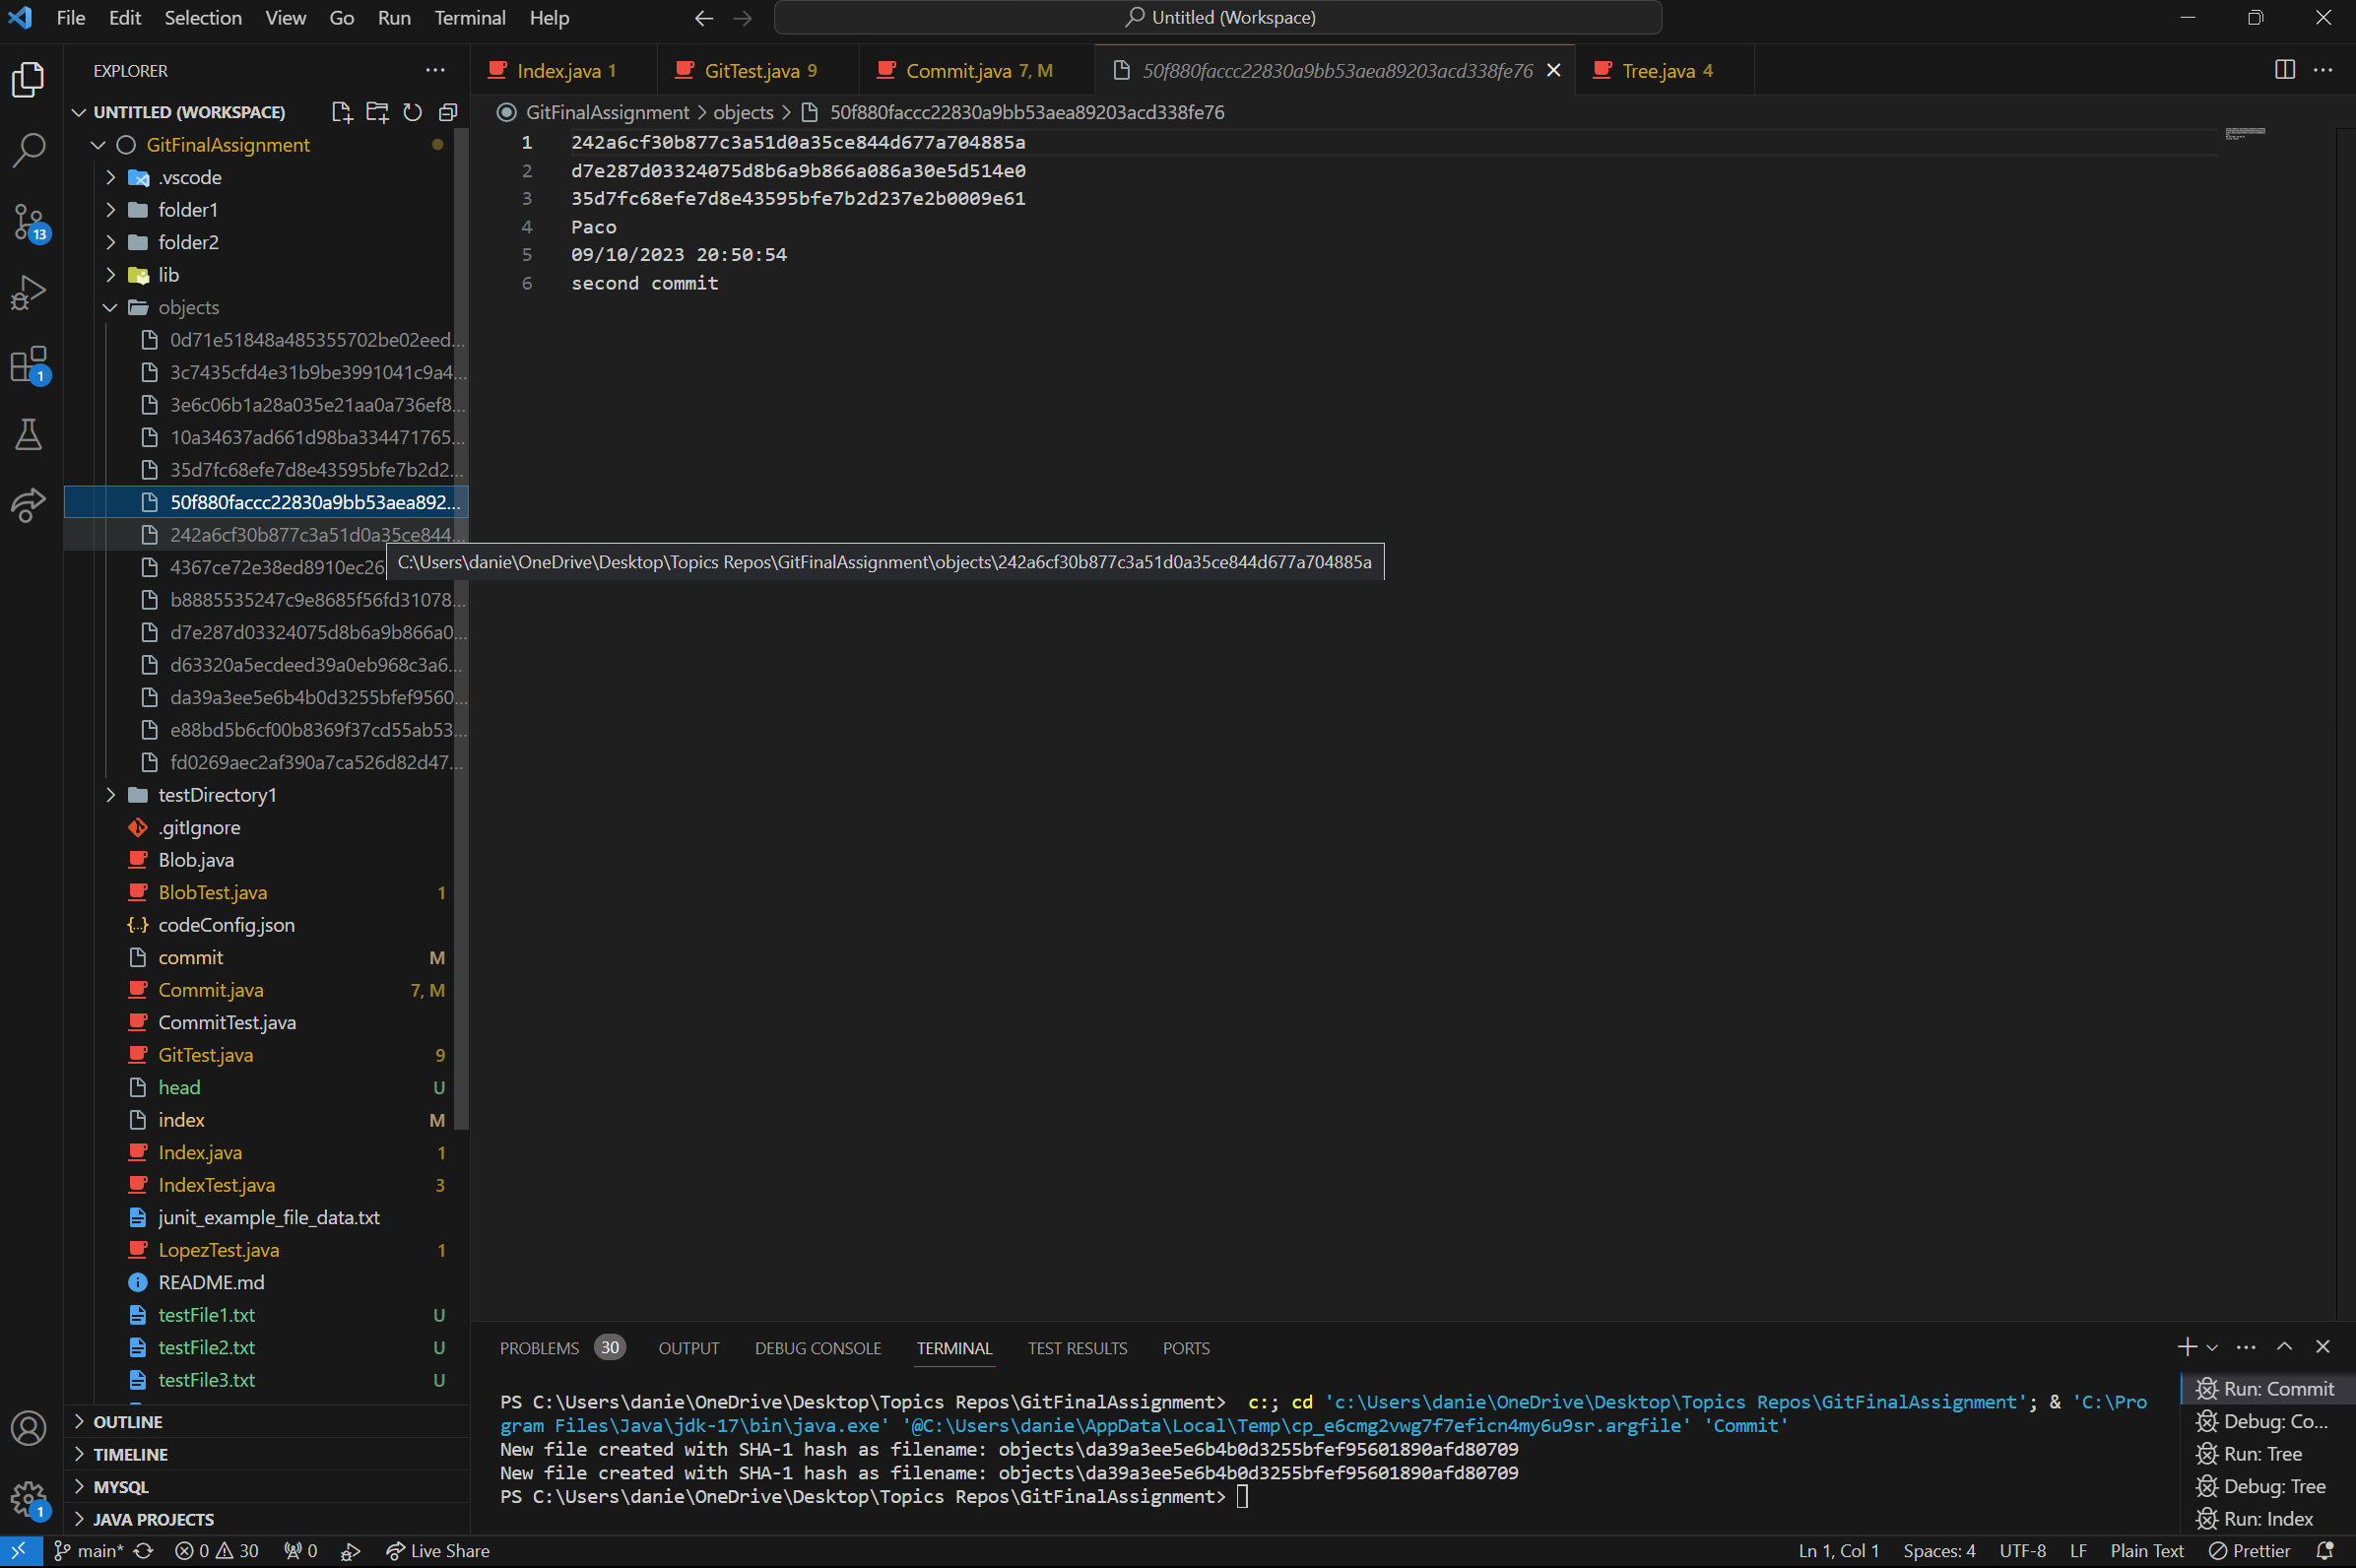 File Edit Selection View Go Run Terminal Help
Untitled (Workspace)
EXPLORER
Index.java 1
GitTest.java 9
Commit.java 7, M
50f880faccc22830a9bb53aea89203acd338fe76
Tree.java 4
UNTITLED (WORKSPACE)
GitFinalAssignment > objects > 50f880faccc22830a9bb53aea89203acd338fe76
GitFinalAssignment
.vscode
folder1
folder2
lib
objects
0d71e51848a485355702be02eed...
3c7435cfd4e31b9be3991041c9a4...
3e6c06b1a28a035e21aa0a736ef8...
10a34637ad661d98ba334471765...
35d7fc68efe7d8e43595bfe7b2d2...
50f880faccc22830a9bb53aea892...
242a6cf30b877c3a51d0a35ce844...
4367ce72e38ed8910ec26
b8885535247c9e8685f56fd31078...
d7e287d03324075d8b6a9b866a0...
d63320a5ecdeed39a0eb968c3a6...
da39a3ee5e6b4b0d3255bfef9560...
e88bd5b6cf00b8369f37cd55ab53...
fd0269aec2af390a7ca526d82d47...
testDirectory1
.gitIgnore
Blob.java
BlobTest.java 1
codeConfig.json
commit M
Commit.java 7, M
CommitTest.java
GitTest.java 9
head U
index M
Index.java 1
IndexTest.java 3
junit_example_file_data.txt
LopezTest.java 1
README.md
testFile1.txt U
testFile2.txt U
testFile3.txt U
OUTLINE
TIMELINE
MYSQL
JAVA PROJECTS
13
1
1
1 242a6cf30b877c3a51d0a35ce844d677a704885a
2 d7e287d03324075d8b6a9b866a086a30e5d514e0
3 35d7fc68efe7d8e43595bfe7b2d237e2b0009e61
4 Paco
5 09/10/2023 20:50:54
6 second commit
C:\Users\danie\OneDrive\Desktop\Topics Repos\GitFinalAssignment\objects\242a6cf30b877c3a51d0a35ce844d677a704885a
PROBLEMS 30 OUTPUT DEBUG CONSOLE TERMINAL TEST RESULTS PORTS
PS C:\Users\danie\OneDrive\Desktop\Topics Repos\GitFinalAssignment> c:; cd 'c:\Users\danie\OneDrive\Desktop\Topics Repos\GitFinalAssignment'; & 'C:\Pro
gram Files\Java\jdk-17\bin\java.exe' '@C:\Users\danie\AppData\Local\Temp\cp_e6cmg2vwg7f7eficn4my6u9sr.argfile' 'Commit'
New file created with SHA-1 hash as filename: objects\da39a3ee5e6b4b0d3255bfef95601890afd80709
New file created with SHA-1 hash as filename: objects\da39a3ee5e6b4b0d3255bfef95601890afd80709
PS C:\Users\danie\OneDrive\Desktop\Topics Repos\GitFinalAssignment>
Run: Commit
Debug: Co...
Run: Tree
Debug: Tree
Run: Index
main* 0 30 0 Live Share
Ln 1, Col 1 Spaces: 4 UTF-8 LF Plain Text Prettier